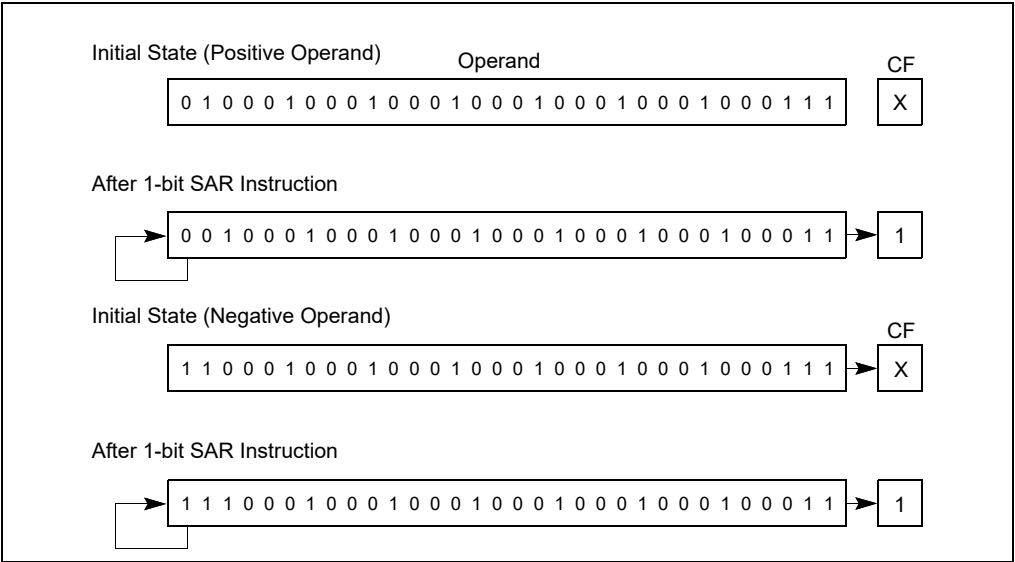 Initial State (Positive Operand)
Operand
CF
0 1 0 0 0 1 0 0 0 1 0 0 0 1 0 0 0 1 0 0 0 1 0 0 0 1 0 0 0 1 1 1 X
After 1-bit SAR Instruction
0 0 1 0 0 0 1 0 0 0 1 0 0 0 1 0 0 0 1 0 0 0 1 0 0 0 1 0 0 0 1 1 1
Initial State (Negative Operand)
CF
1 1 0 0 0 1 0 0 0 1 0 0 0 1 0 0 0 1 0 0 0 1 0 0 0 1 0 0 0 1 1 1 X
After 1-bit SAR Instruction
1 1 1 0 0 0 1 0 0 0 1 0 0 0 1 0 0 0 1 0 0 0 1 0 0 0 1 0 0 0 1 1 1